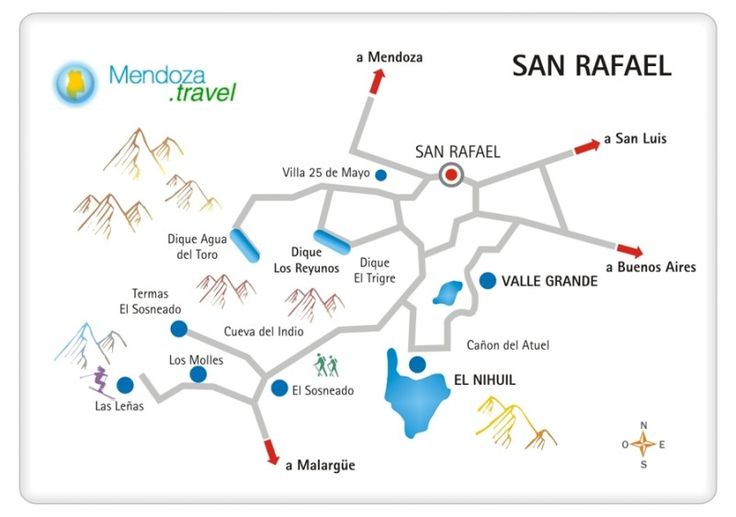 Mendoza
.travel
a Mendoza
SAN RAFAEL
a San Luis
SAN RAFAEL
Villa 25 de Mayo
Dique Agua
del Toro
Dique
Los Reyunos
Dique
El Trigre
a Buenos Aires
VALLE GRANDE
Termas
El Sosneado
Cueva del Indio
Cañon del Atuel
Los Molles
El Sosneado
EL NIHUIL
Las Leñas
a Malargüe
N
O
E
S